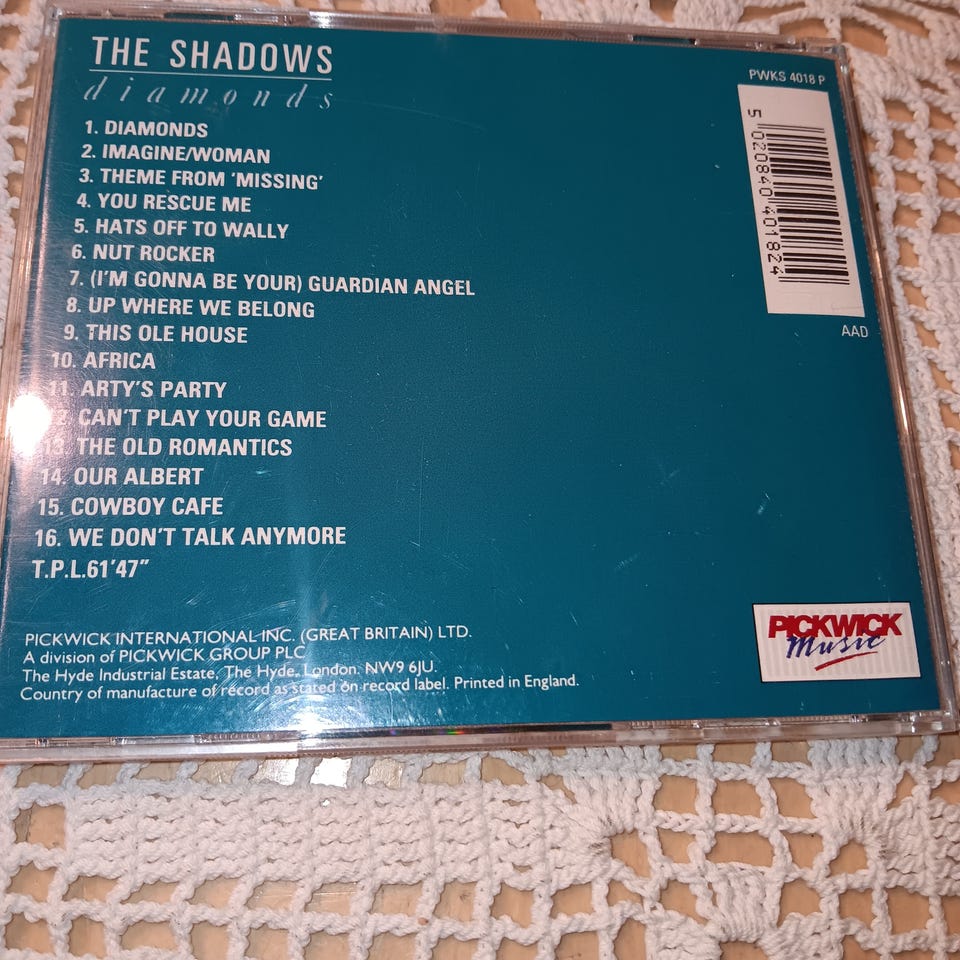 THE SHADOWS
diamonds
1. DIAMONDS
2. IMAGINE/WOMAN
3. THEME FROM 'MISSING'
4. YOU RESCUE ME
5. HATS OFF TO WALLY
6. NUT ROCKER
7. (I'M GONNA BE YOUR) GUARDIAN ANGEL
8. UP WHERE WE BELONG
9. THIS OLE HOUSE
10. AFRICA
11. ARTY'S PARTY
12. CAN'T PLAY YOUR GAME
13. THE OLD ROMANTICS
14. OUR ALBERT
15. COWBOY CAFE
16. WE DON'T TALK ANYMORE
T.P.L.61'47"
PWKS 4018 P
5 020840 401824
AAD
PICKWICK INTERNATIONAL INC. (GREAT BRITAIN) LTD.
A division of PICKWICK GROUP PLC
The Hyde Industrial Estate, The Hyde, London. NW9 6JU.
Country of manufacture of record as stated on record label. Printed in England.
PICKWICK
Music